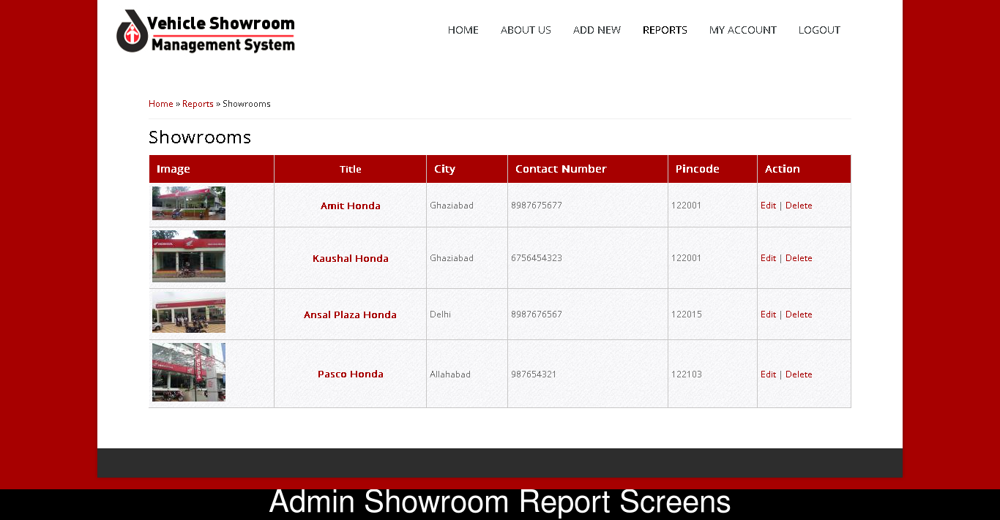 Vehicle Showroom
Management System
HOME ABOUT US ADD NEW REPORTS MY ACCOUNT LOGOUT
Home » Reports » Showrooms
Showrooms
Image Title City Contact Number Pincode Action
Amit Honda Ghaziabad 8987675677 122001 Edit | Delete
HONDA
Kaushal Honda Ghaziabad 6756454323 122001 Edit | Delete
Ansal Plaza Honda Delhi 8987676567 122015 Edit | Delete
HONDA
Pasco Honda Allahabad 987654321 122103 Edit | Delete
Admin Showroom Report Screens